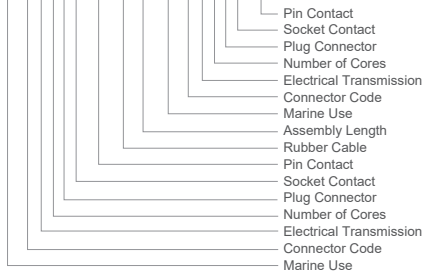 Pin Contact
Socket Contact
Plug Connector
Number of Cores
Electrical Transmission
Connector Code
Marine Use
Assembly Length
Rubber Cable
Pin Contact
Socket Contact
Plug Connector
Number of Cores
Electrical Transmission
Connector Code
Marine Use